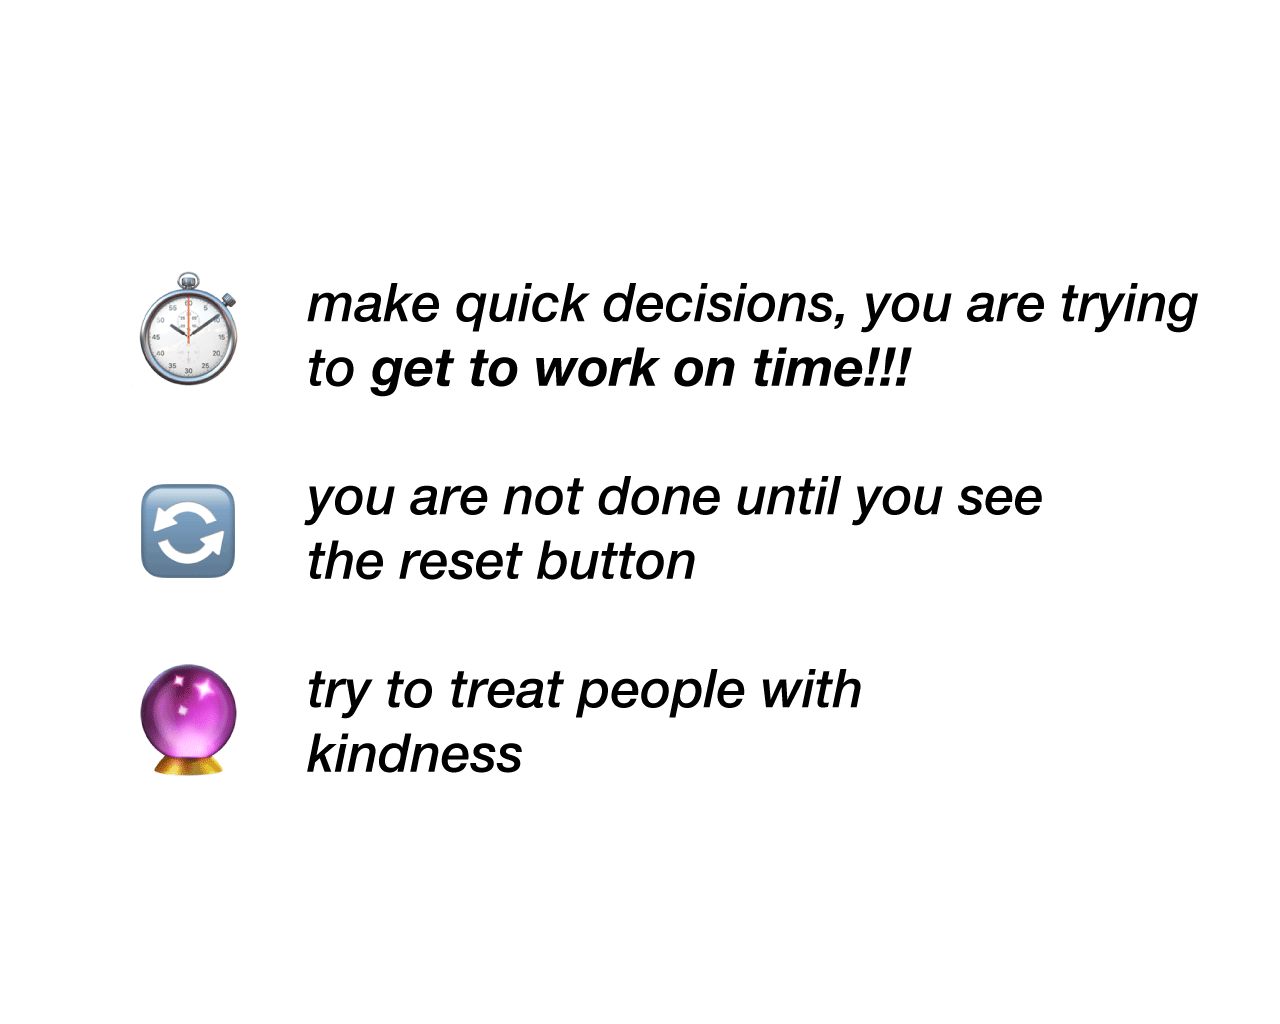 make quick decisions, you are trying
to get to work on time!!!
you are not done until you see
the reset button
try to treat people with
kindness